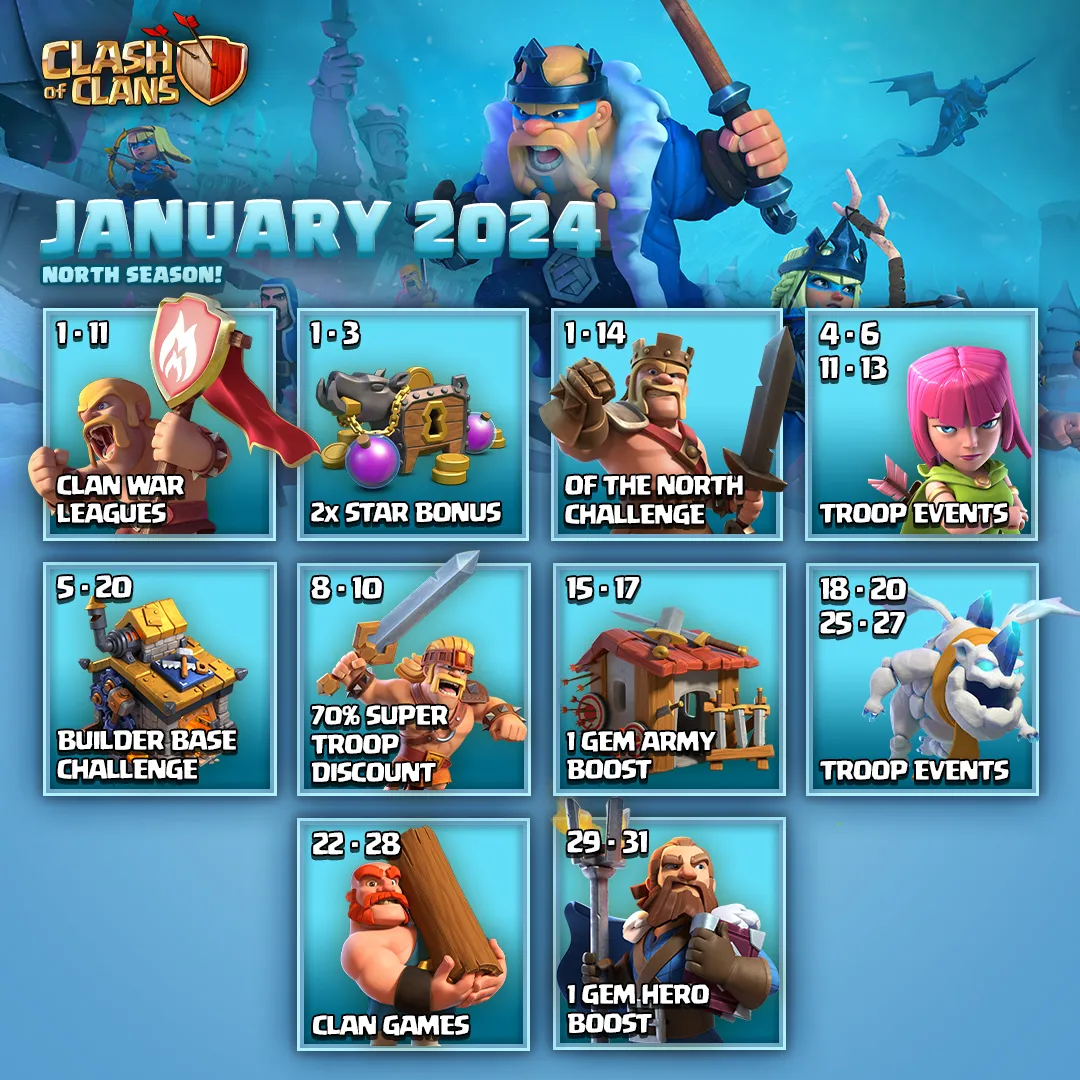 CLASH
OF CLANS
JANUARY 2024
NORTH SEASON!
1 - 11
CLAN WAR
LEAGUES
1 - 3
2x STAR BONUS
1 - 14
OF THE NORTH
CHALLENGE
4 - 6
11 - 13
TROOP EVENTS
5 - 20
BUILDER BASE
CHALLENGE
8 - 10
70% SUPER
TROOP
DISCOUNT
15 - 17
1 GEM ARMY
BOOST
18 - 20
25 - 27
TROOP EVENTS
22 - 28
CLAN GAMES
29 - 31
1 GEM HERO
BOOST